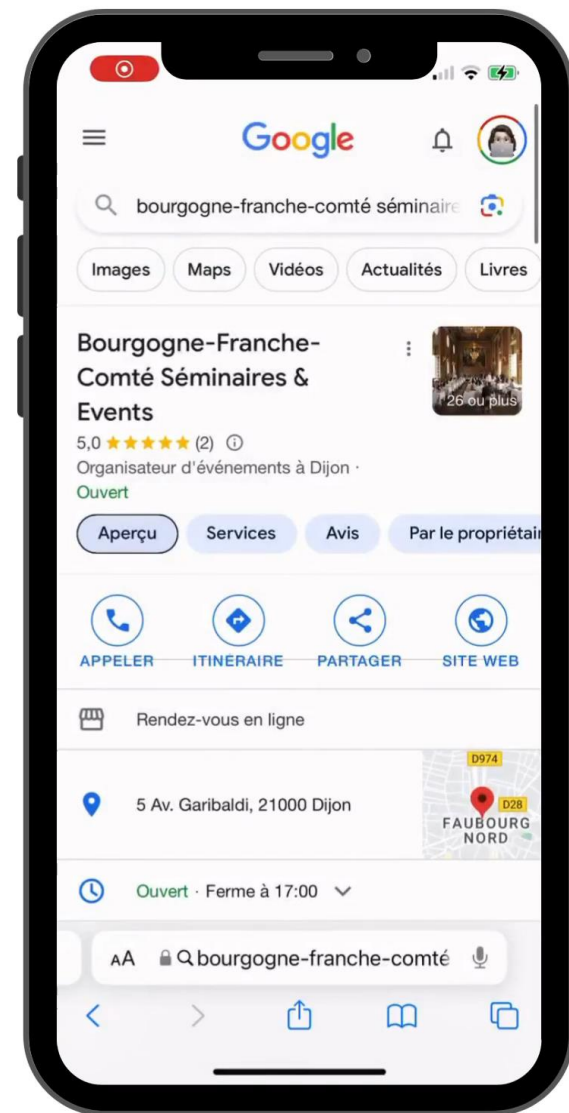 Google
bourgogne-franche-comté séminaire
Images Maps Vidéos Actualités Livres
Bourgogne-Franche-
Comté Séminaires &
Events
26 ou plus
5,0 ★★★★★ (2)
Organisateur d'événements à Dijon ·
Ouvert
Aperçu Services Avis Par le propriétair
APPELER ITINERAIRE PARTAGER SITE WEB
Rendez-vous en ligne
5 Av. Garibaldi, 21000 Dijon
D974
D28
FAUBOURG
NORD
Ouvert · Ferme à 17:00
AA bourgogne-franche-comté